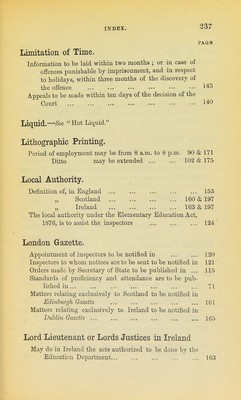 INDEX. 237
PAGE
Limitation of Time.
Information to be laid within two months ; or in case of
offences punishable by imprisonment, and in respect
to holidays, within three months of the discovery of
the offence ... ... ... ... ... ... 143
Appeals to be made within ten days of the decision of the
Court ... ... ... ... ... ... ... 140
Liquid.—See “Hot Liquid.”
Lithographic Printing.
Period of employment may be from 8 a.m. to 8 p.m. 90 & 171
Ditto may be extended ... ... 102 & 175
Local Authority.
Definition of, in England ... ... ... ... ... 153
„ Scotland ... ... ... ... 160 & 197
„ Ireland ... ... ... ... 163 & 197
The local authority under the Elementary Education Act,
1876, is to assist the inspectors ... ... ... 124
London Gazette.
Appointment of inspectors to be notified in ... ... 120
Inspectors to whom notices are to be sent to be notified in 121
Orders made by Secretary of State to be published in ... 115
Standards of proficiency and attendance are to be pub-
lished in ... ... ... ... ... ... ... 71
Matters relating exclusively to Scotland to be notified in
Edinburgh Gazette ... ... ... ... ... 161
Matters relating exclusively to Ireland to be notified in
Dublin Gazette ... ... ... ... ... ... 165
Lord Lieutenant or Lords Justices in Ireland
May do in Ireland the acts authorized to be done by the
Education Department... ... ... ... ... 163